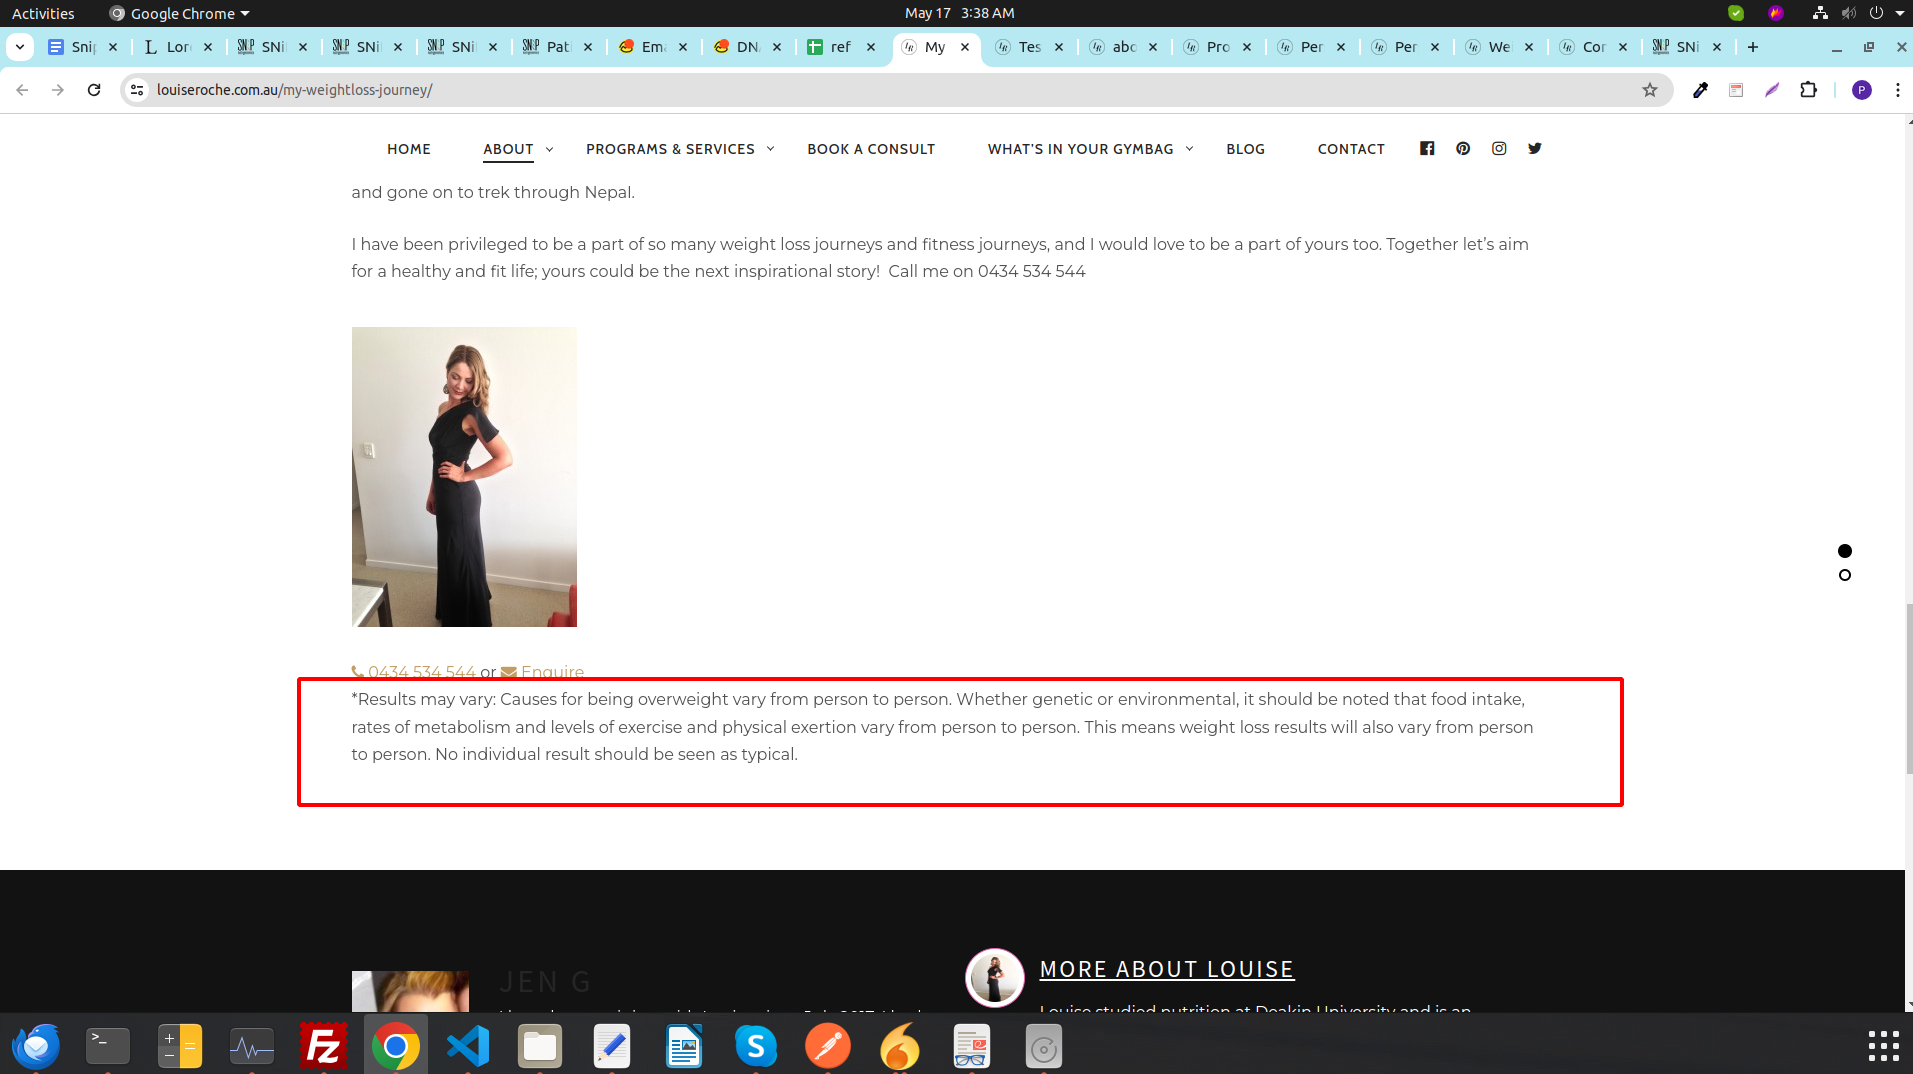 Activities Google Chrome May 17 3:38 AM
Snip Lor SNi SNi SNi Pat Em DN ref My Tes abo Pro Per Per We Cor SNi
louiseroche.com.au/my-weightloss-journey/ P
HOME ABOUT PROGRAMS & SERVICES BOOK A CONSULT WHAT'S IN YOUR GYMBAG BLOG CONTACT
and gone on to trek through Nepal.
I have been privileged to be a part of so many weight loss journeys and fitness journeys, and I would love to be a part of yours too. Together let's aim
for a healthy and fit life; yours could be the next inspirational story! Call me on 0434 534 544
0434 534 544 or Enquire
*Results may vary: Causes for being overweight vary from person to person. Whether genetic or environmental, it should be noted that food intake,
rates of metabolism and levels of exercise and physical exertion vary from person to person. This means weight loss results will also vary from person
to person. No individual result should be seen as typical.
JEN G
MORE ABOUT LOUISE
Louise studied nutrition at Deakin University and is an